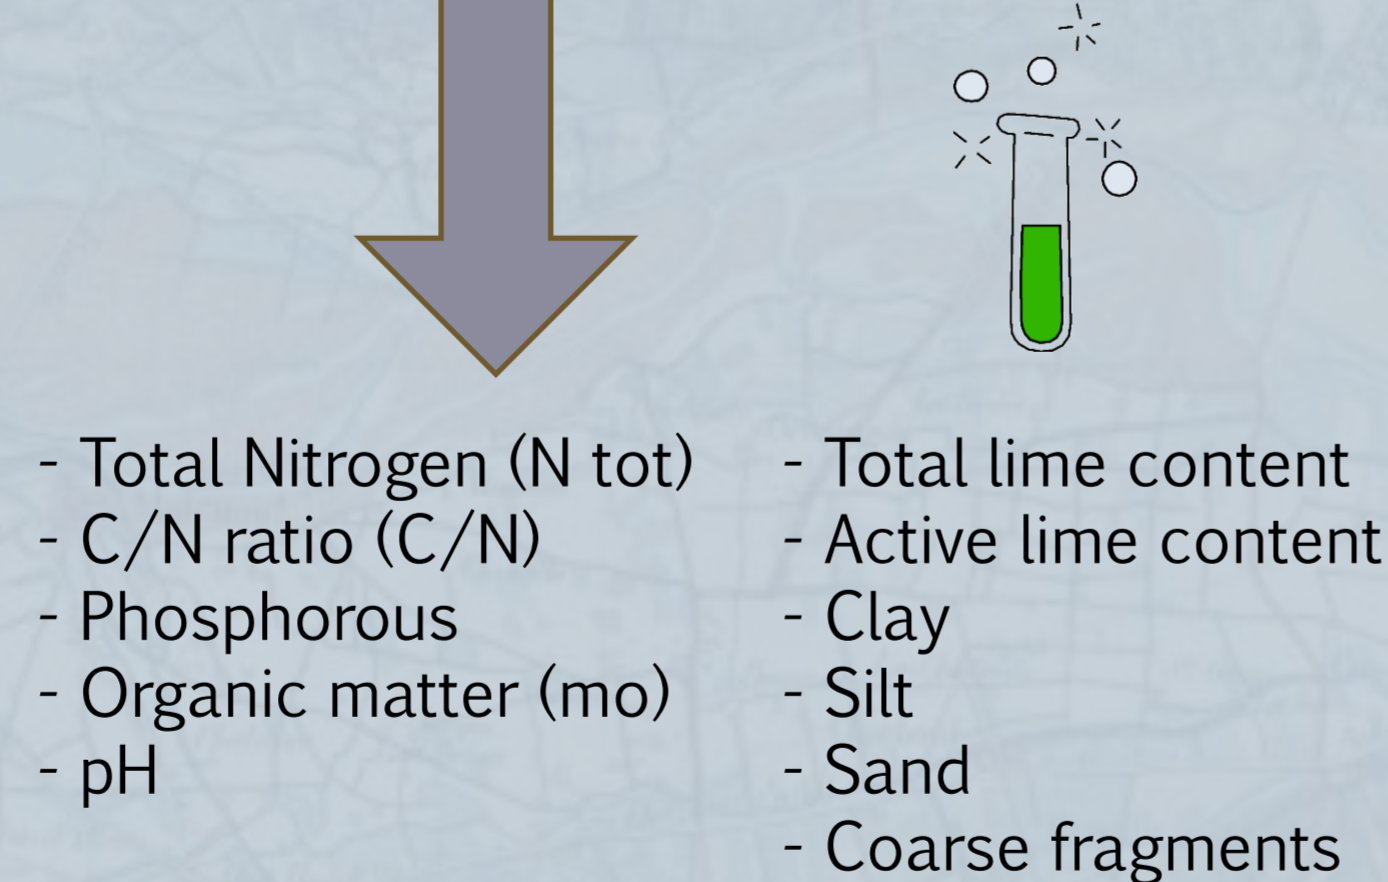 - Total Nitrogen (N tot)
- C/N ratio (C/N)
- Phosphorous
- Organic matter (mo)
- pH
- Total lime content
- Active lime content
- Clay
- Silt
- Sand
- Coarse fragments